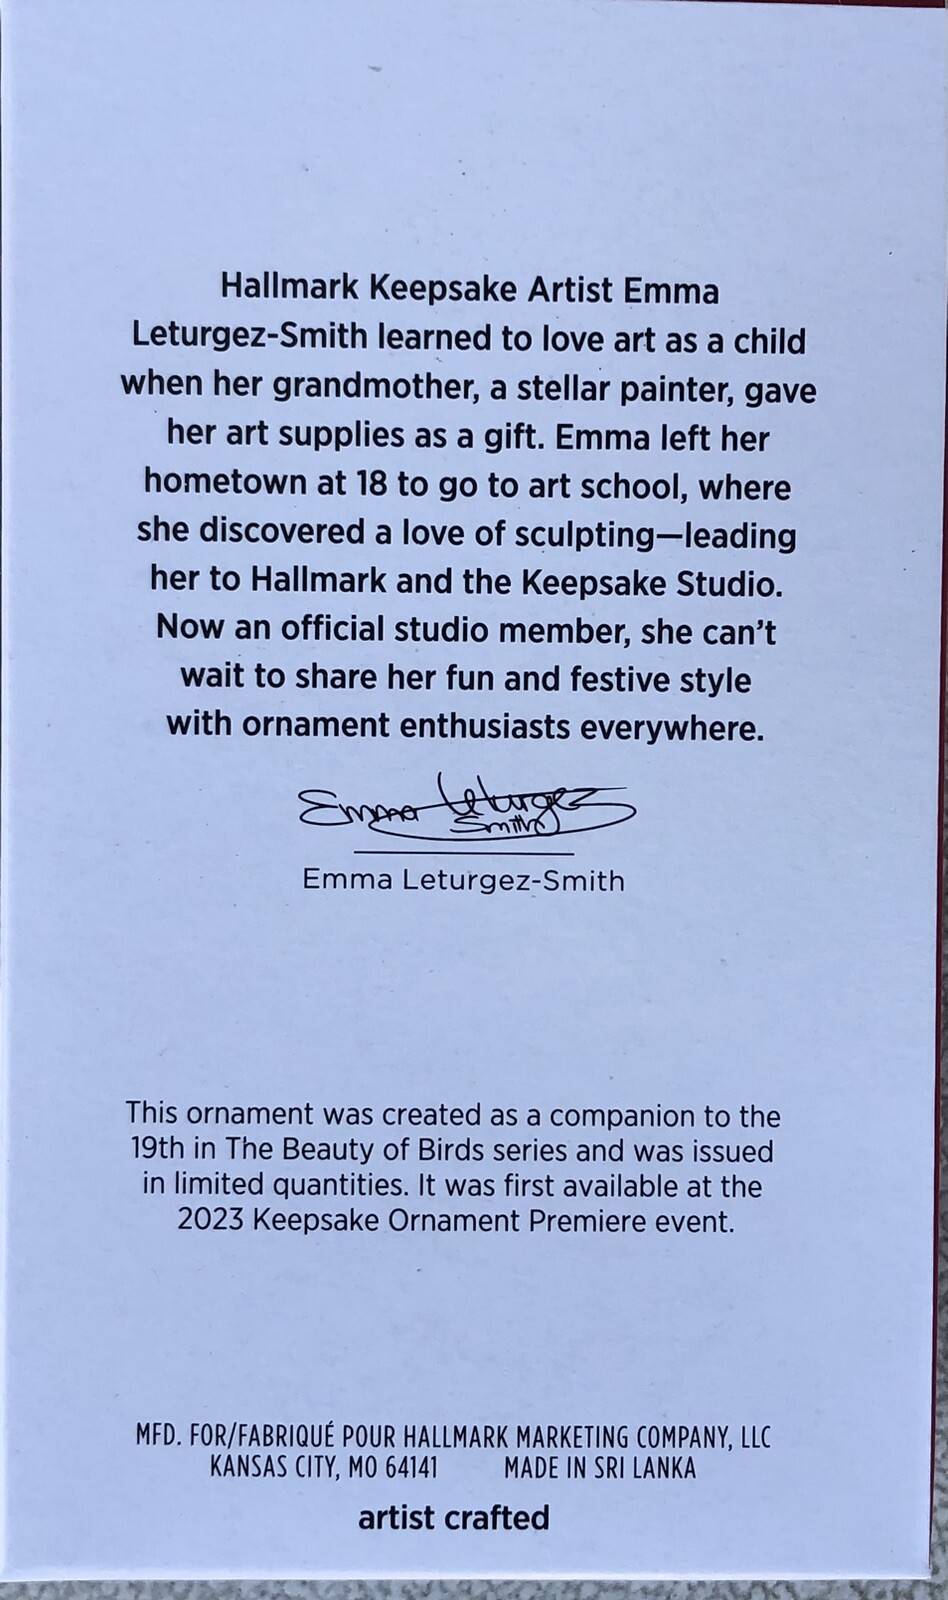 Hallmark Keepsake Artist Emma
Leturgez-Smith learned to love art as a child
when her grandmother, a stellar painter, gave
her art supplies as a gift. Emma left her
hometown at 18 to go to art school, where
she discovered a love of sculpting—leading
her to Hallmark and the Keepsake Studio.
Now an official studio member, she can't
wait to share her fun and festive style
with ornament enthusiasts everywhere.
Emma Leturgez
Smith
Emma Leturgez-Smith
This ornament was created as a companion to the
19th in The Beauty of Birds series and was issued
in limited quantities. It was first available at the
2023 Keepsake Ornament Premiere event.
MFD. FOR/FABRIQUÉ POUR HALLMARK MARKETING COMPANY, LLC
KANSAS CITY, MO 64141 MADE IN SRI LANKA
artist crafted